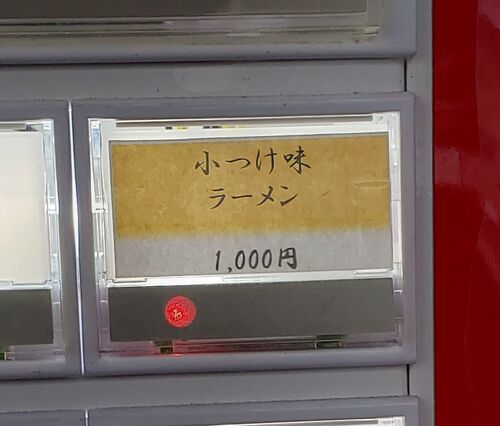 小つけ味
ラーメン
1,000円